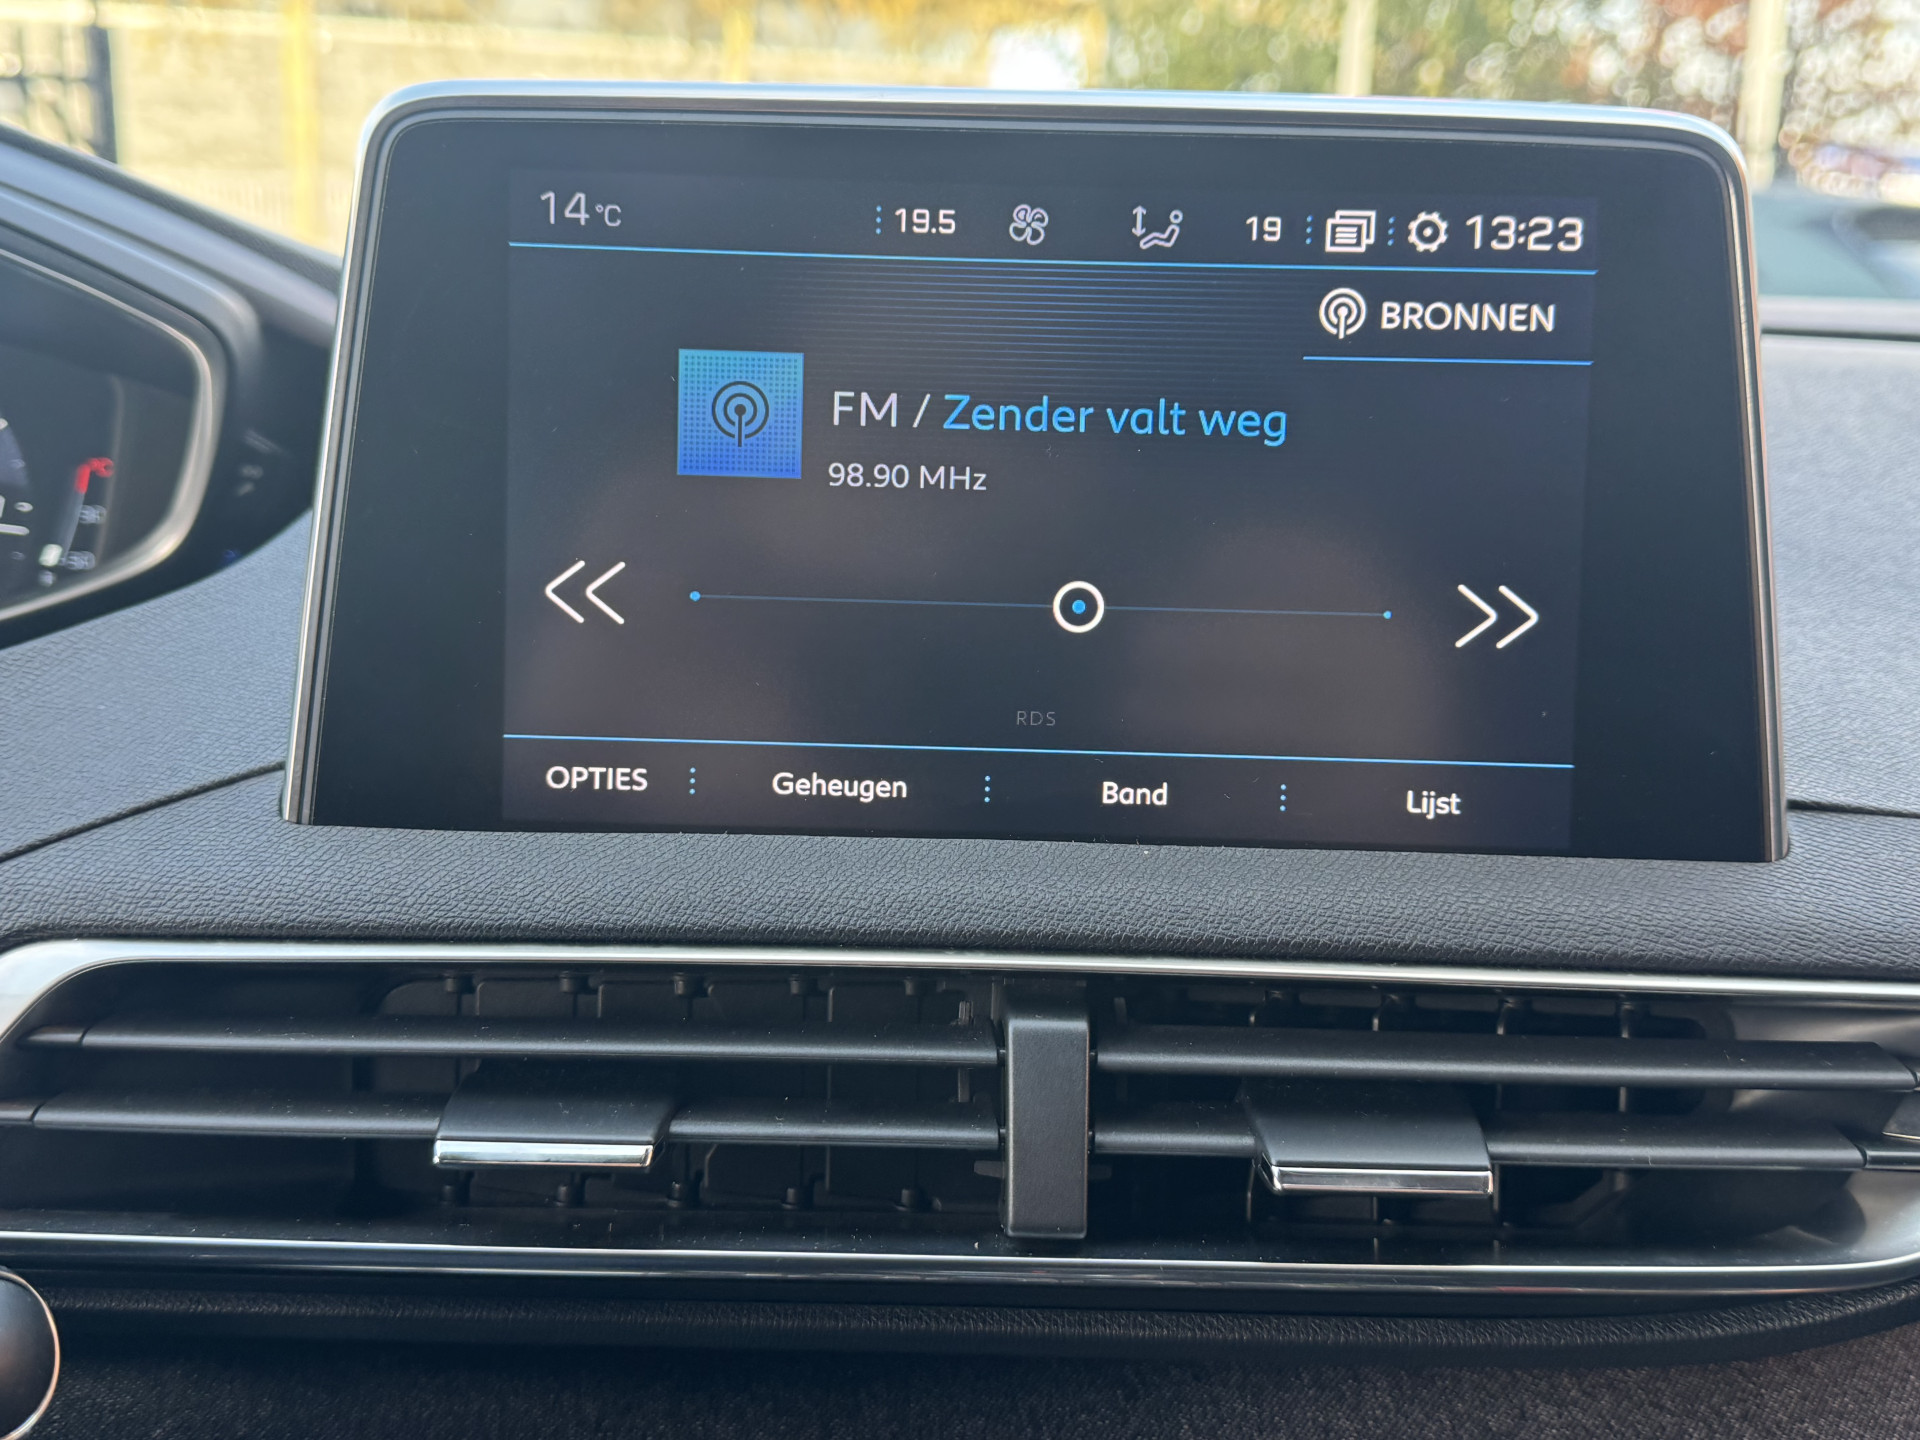 14 °C 19.5 19 13:23
BRONNEN
FM / Zender valt weg
98.90 MHz
RDS
OPTIES Geheugen Band Lijst